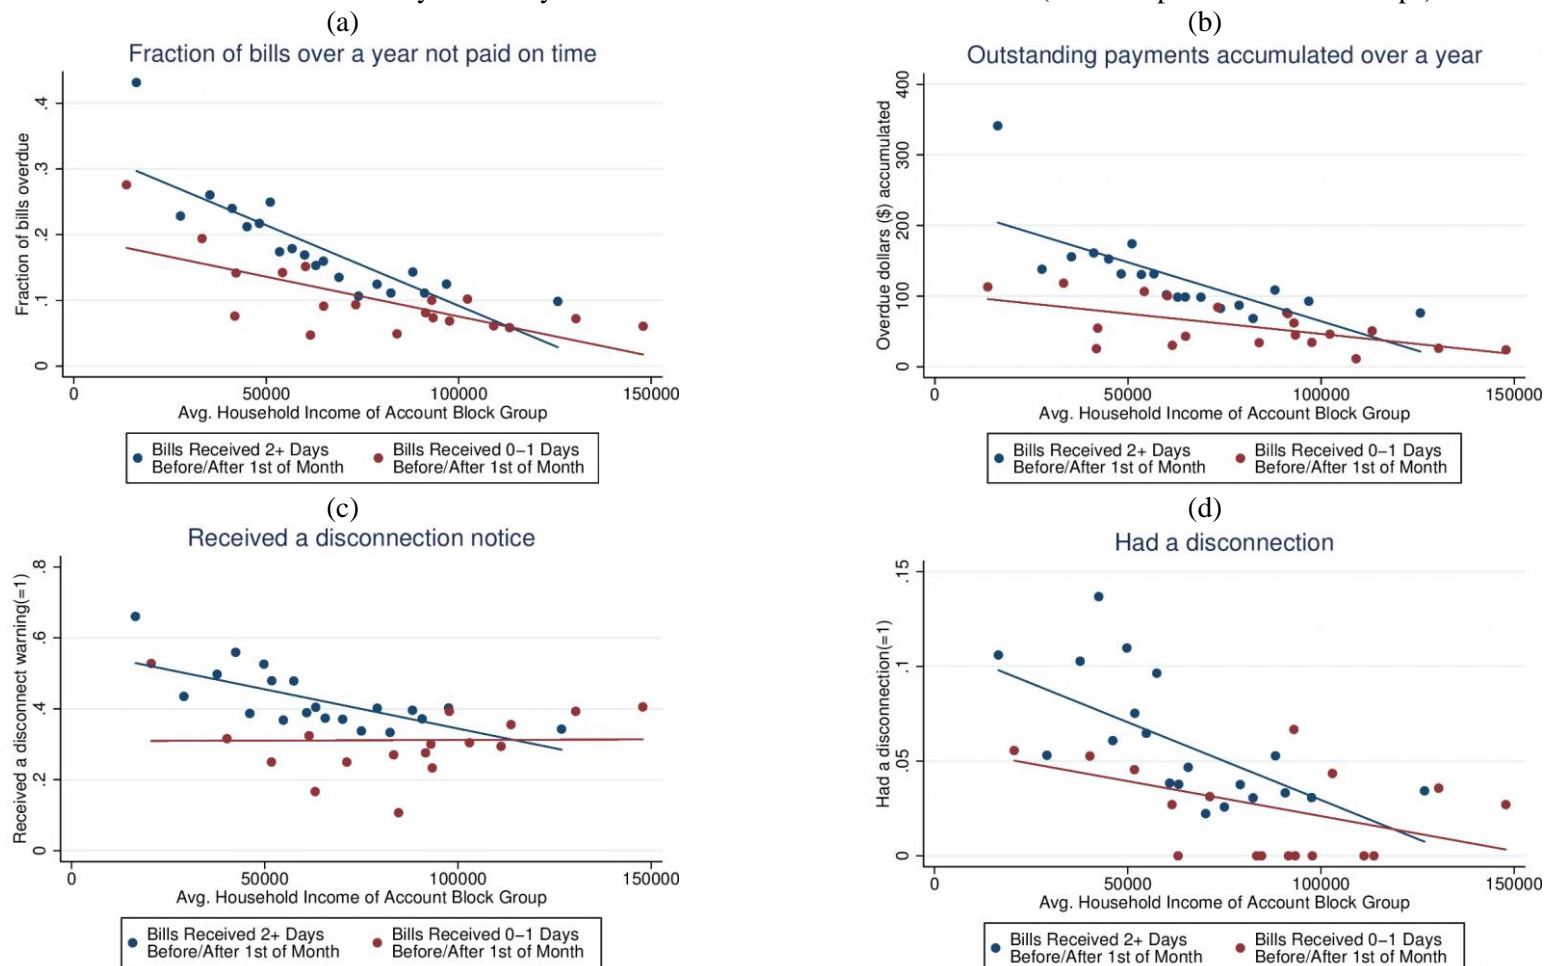 (a)
Fraction of bills over a year not paid on time
Fraction of bills overdue
.4
.3
.2
.1
0
0 50000 100000 150000
Avg. Household Income of Account Block Group
Bills Received 2+ Days
Before/After 1st of Month
Bills Received 0−1 Days
Before/After 1st of Month
(b)
Outstanding payments accumulated over a year
Overdue dollars ($) accumulated
400
300
200
100
0
0 50000 100000 150000
Avg. Household Income of Account Block Group
Bills Received 2+ Days
Before/After 1st of Month
Bills Received 0−1 Days
Before/After 1st of Month
(c)
Received a disconnection notice
Received a disconnect warning(=1)
.8
.6
.4
.2
0
0 50000 100000 150000
Avg. Household Income of Account Block Group
Bills Received 2+ Days
Before/After 1st of Month
Bills Received 0−1 Days
Before/After 1st of Month
(d)
Had a disconnection
Had a disconnection(=1)
.15
.1
.05
0
0 50000 100000 150000
Avg. Household Income of Account Block Group
Bills Received 2+ Days
Before/After 1st of Month
Bills Received 0−1 Days
Before/After 1st of Month